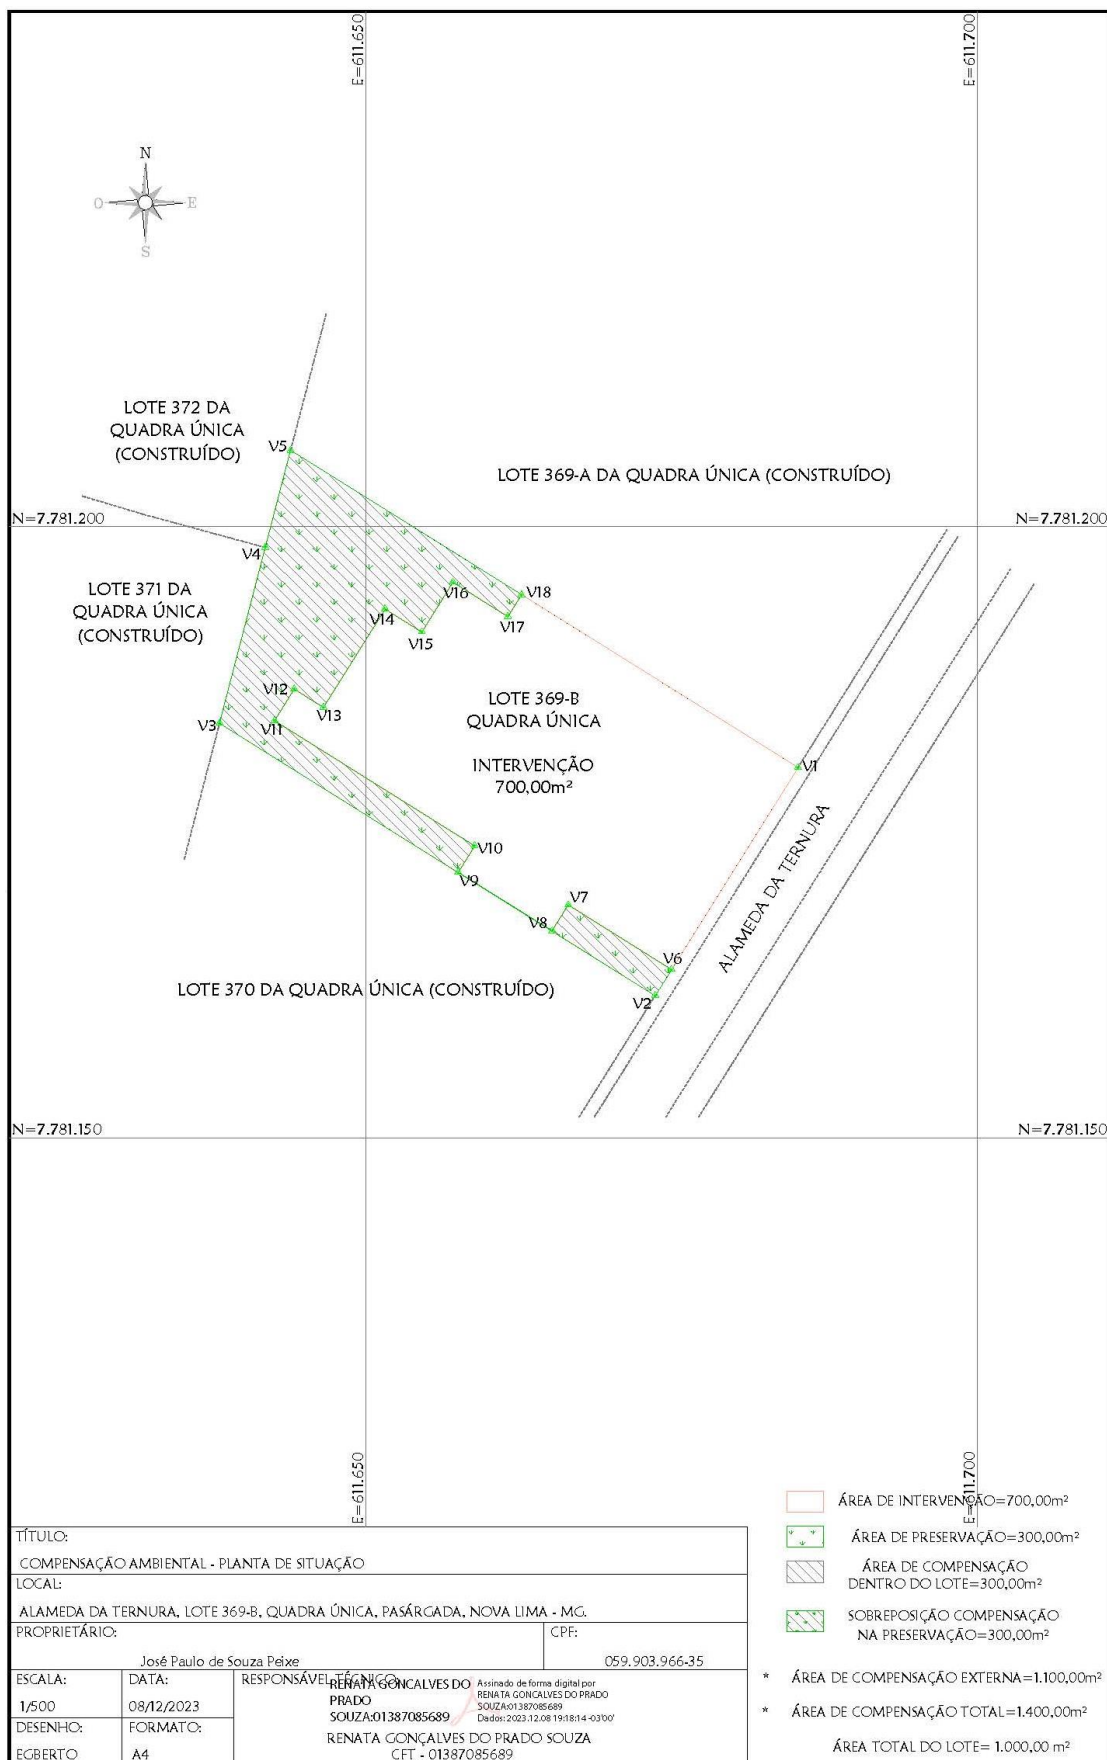 E=611.650
E=611.700
N
O
E
S
LOTE 372 DA
QUADRA ÚNICA
(CONSTRUÍDO)
V5
LOTE 369-A DA QUADRA ÚNICA (CONSTRUÍDO)
N=7.781.200
N=7.781.200
V4
LOTE 371 DA
QUADRA ÚNICA
(CONSTRUÍDO)
V16
V18
V14
V17
V15
V12
V13
V3
V11
LOTE 369-B
QUADRA ÚNICA
INTERVENÇÃO
700,00m²
V1
ALAMEDA DA TERNURA
V10
V9
V7
V8
V6
V2
LOTE 370 DA QUADRA ÚNICA (CONSTRUÍDO)
N=7.781.150
N=7.781.150
E=611.650
E=611.700
ÁREA DE INTERVENÇÃO=700,00m²
ÁREA DE PRESERVAÇÃO=300,00m²
ÁREA DE COMPENSAÇÃO
DENTRO DO LOTE=300,00m²
SOBREPOSIÇÃO COMPENSAÇÃO
NA PRESERVAÇÃO=300,00m²
* ÁREA DE COMPENSAÇÃO EXTERNA=1.100,00m²
* ÁREA DE COMPENSAÇÃO TOTAL=1.400,00m²
ÁREA TOTAL DO LOTE= 1.000,00 m²
TÍTULO:
COMPENSAÇÃO AMBIENTAL - PLANTA DE SITUAÇÃO
LOCAL:
ALAMEDA DA TERNURA, LOTE 369-B, QUADRA ÚNICA, PASÁRGADA, NOVA LIMA - MG.
PROPRIETÁRIO:
José Paulo de Souza Peixe
CPF:
059.903.966-35
ESCALA:
1/500
DATA:
08/12/2023
RESPONSÁVEL TÉCNICO:
RENATA GONCALVES DO
PRADO
SOUZA:01387085689
Assinado de forma digital por
RENATA GONCALVES DO PRADO
SOUZA:01387085689
Dados: 2023.12.08 19:18:14 -03'00'
RENATA GONÇALVES DO PRADO SOUZA
CFT - 01387085689
DESENHO:
EGBERTO
FORMATO:
A4